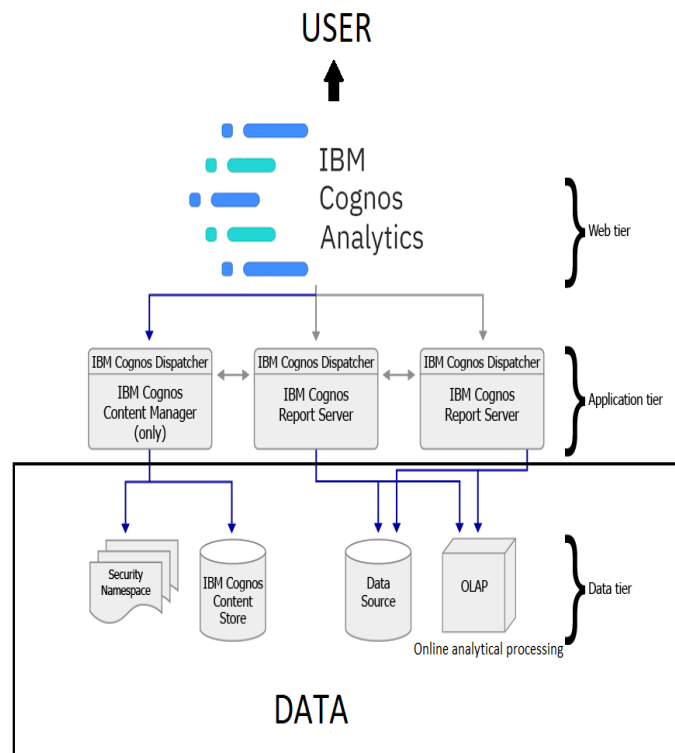 USER
IBM
Cognos
Analytics
Web tier
IBM Cognos Dispatcher
IBM Cognos
Content Manager
(only)
IBM Cognos Dispatcher
IBM Cognos
Report Server
IBM Cognos Dispatcher
IBM Cognos
Report Server
Application tier
Security
Namespace
IBM Cognos
Content
Store
Data
Source
OLAP
Online analytical processing
Data tier
DATA